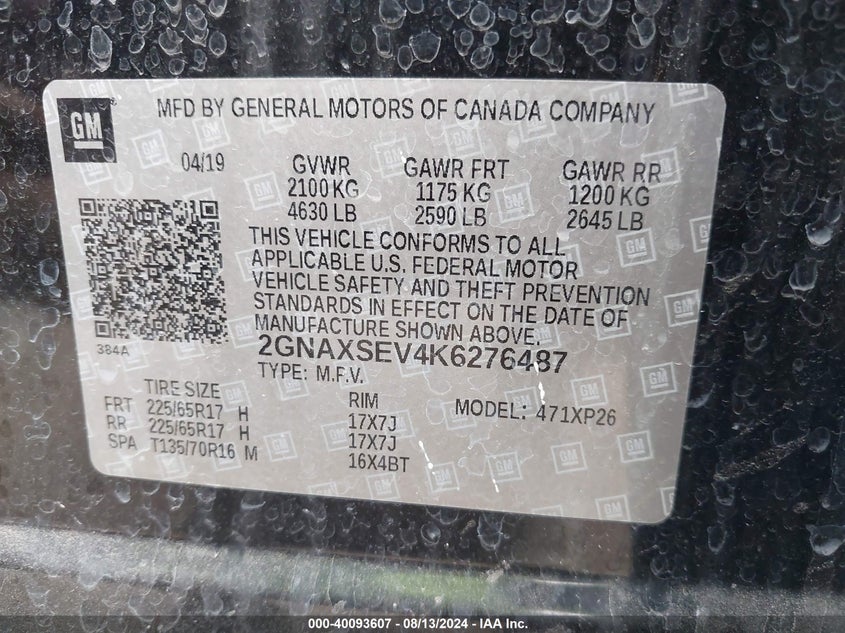 GM
MFD BY GENERAL MOTORS OF CANADA COMPANY
04/19 GVWR GAWR FRT GAWR RR
2100 KG 1175 KG 1200 KG
4630 LB 2590 LB 2645 LB
THIS VEHICLE CONFORMS TO ALL
APPLICABLE U.S. FEDERAL MOTOR
VEHICLE SAFETY AND THEFT PREVENTION
STANDARDS IN EFFECT ON THE DATE OF
MANUFACTURE SHOWN ABOVE.
384A
2GNAXSEV4K6276487
TYPE: M.F.V.
TIRE SIZE RIM MODEL: 471XP26
FRT 225/65R17 H 17X7J
RR 225/65R17 H 17X7J
SPA T135/70R16 M 16X4BT
000-40093607 - 08/13/2024 - IAA Inc.